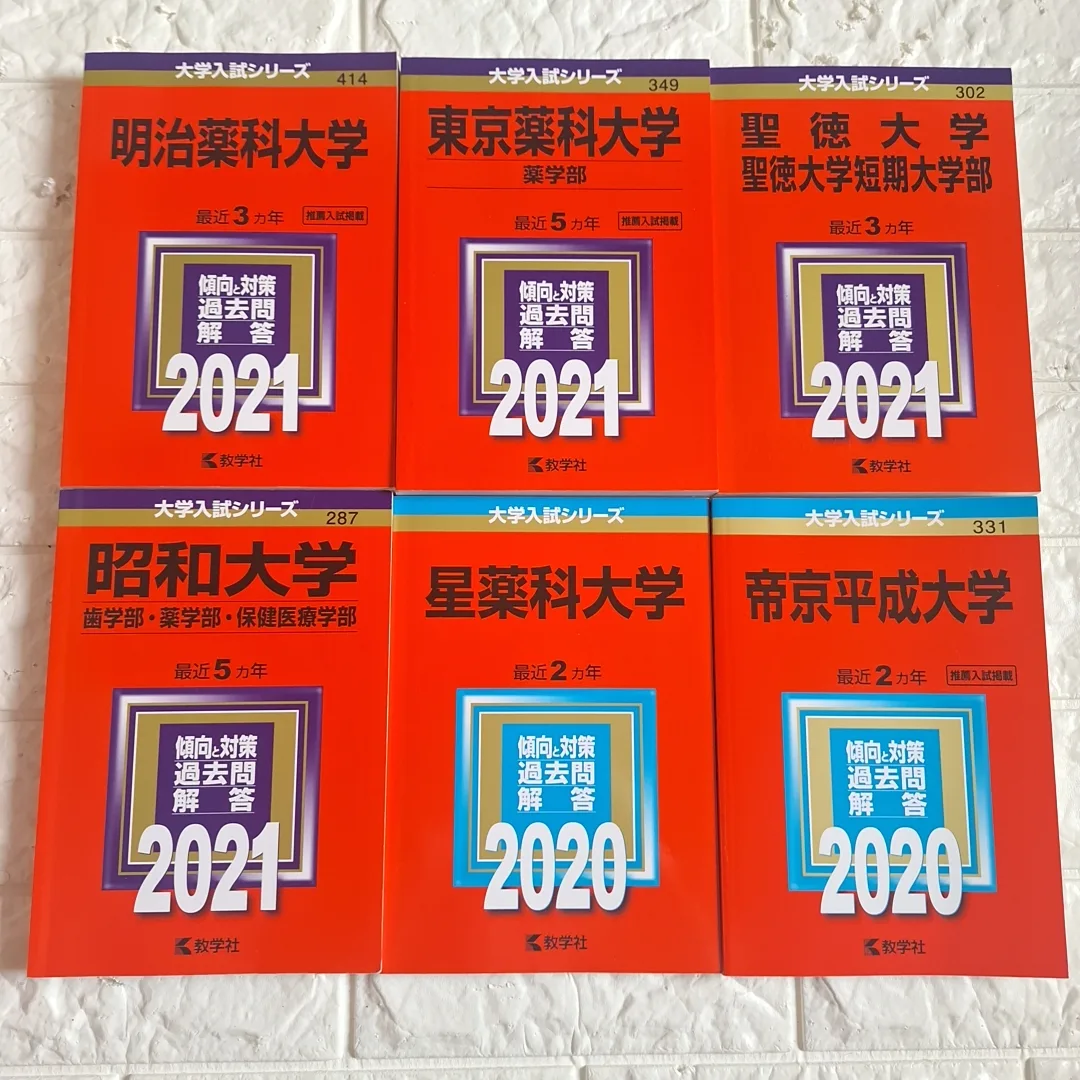 大学入試シリーズ
414
明治薬科大学
最近3カ年
推薦入試掲載
傾向と対策
過去問
解答
2021
教学社
大学入試シリーズ
349
東京薬科大学
薬学部
最近5カ年
推薦入試掲載
傾向と対策
過去問
解答
2021
教学社
大学入試シリーズ
302
聖徳大学
聖徳大学短期大学部
最近3カ年
傾向と対策
過去問
解答
2021
教学社
大学入試シリーズ
287
昭和大学
歯学部・薬学部・保健医療学部
最近5カ年
傾向と対策
過去問
解答
2021
教学社
大学入試シリーズ
星薬科大学
最近2カ年
傾向と対策
過去問
解答
2020
教学社
大学入試シリーズ
331
帝京平成大学
最近2カ年
推薦入試掲載
傾向と対策
過去問
解答
2020
教学社